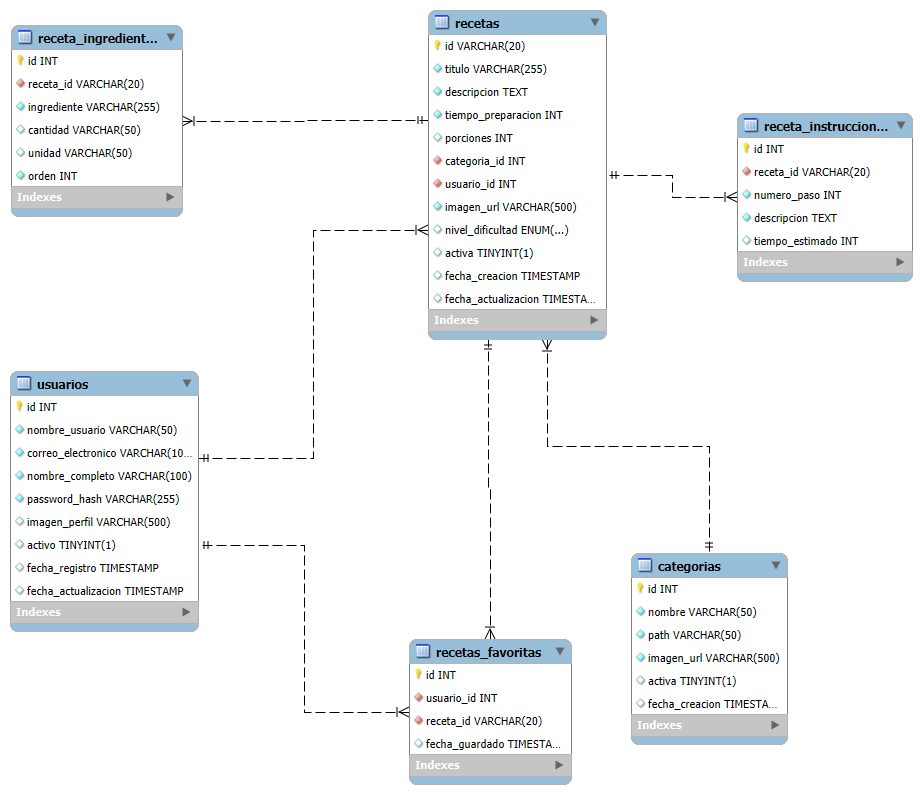 receta_ingredient...
id INT
receta_id VARCHAR(20)
ingrediente VARCHAR(255)
cantidad VARCHAR(50)
unidad VARCHAR(50)
orden INT
Indexes
recetas
id VARCHAR(20)
titulo VARCHAR(255)
descripcion TEXT
tiempo_preparacion INT
porciones INT
categoria_id INT
usuario_id INT
imagen_url VARCHAR(500)
nivel_dificultad ENUM(...)
activa TINYINT(1)
fecha_creacion TIMESTAMP
fecha_actualizacion TIMESTA...
Indexes
receta_instruccion...
id INT
receta_id VARCHAR(20)
numero_paso INT
descripcion TEXT
tiempo_estimado INT
Indexes
usuarios
id INT
nombre_usuario VARCHAR(50)
correo_electronico VARCHAR(10...
nombre_completo VARCHAR(100)
password_hash VARCHAR(255)
imagen_perfil VARCHAR(500)
activo TINYINT(1)
fecha_registro TIMESTAMP
fecha_actualizacion TIMESTAMP
Indexes
recetas_favoritas
id INT
usuario_id INT
receta_id VARCHAR(20)
fecha_guardado TIMESTA...
Indexes
categorias
id INT
nombre VARCHAR(50)
path VARCHAR(50)
imagen_url VARCHAR(500)
activa TINYINT(1)
fecha_creacion TIMESTA...
Indexes